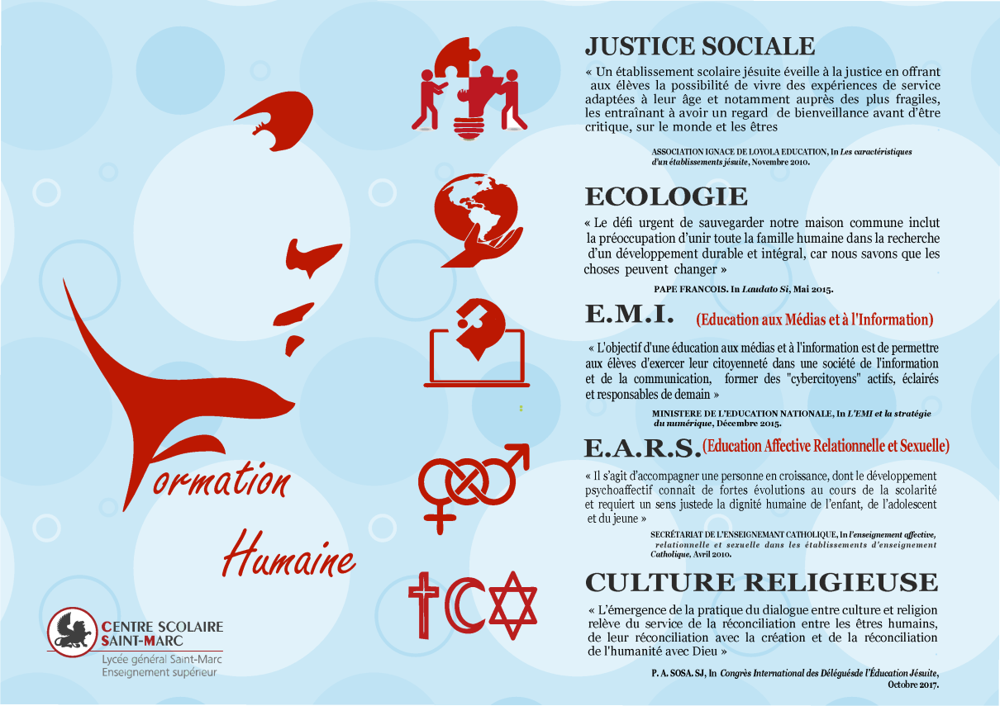 Formation
Humaine
CENTRE SCOLAIRE
SAINT-MARC
Lycée général Saint-Marc
Enseignement supérieur
JUSTICE SOCIALE
« Un établissement scolaire jésuite éveille à la justice en offrant
aux élèves la possibilité de vivre des expériences de service
adaptées à leur âge et notamment auprès des plus fragiles,
les entraînant à avoir un regard de bienveillance avant d’être
critique, sur le monde et les êtres
ASSOCIATION IGNACE DE LOYOLA EDUCATION, In Les caractéristiques
d’un établissements jésuite, Novembre 2010.
ECOLOGIE
« Le défi urgent de sauvegarder notre maison commune inclut
la préoccupation d’unir toute la famille humaine dans la recherche
d’un développement durable et intégral, car nous savons que les
choses peuvent changer »
PAPE FRANCOIS. In Laudato Si, Mai 2015.
E.M.I. (Education aux Médias et à l'Information)
« L'objectif d'une éducation aux médias et à l'information est de permettre
aux élèves d'exercer leur citoyenneté dans une société de l'information
et de la communication, former des "cybercitoyens" actifs, éclairés
et responsables de demain »
MINISTERE DE L’EDUCATION NATIONALE, In L’EMI et la stratégie
du numérique, Décembre 2015.
E.A.R.S. (Education Affective Relationnelle et Sexuelle)
« Il s’agit d’accompagner une personne en croissance, dont le développement
psychoaffectif connaît de fortes évolutions au cours de la scolarité
et requiert un sens justede la dignité humaine de l’enfant, de l’adolescent
et du jeune »
SECRÉTARIAT DE L’ENSEIGNEMANT CATHOLIQUE, In l’enseignement affective,
relationnelle et sexuelle dans les établissements d’enseignement
Catholique, Avril 2010.
CULTURE RELIGIEUSE
« L’émergence de la pratique du dialogue entre culture et religion
relève du service de la réconciliation entre les êtres humains,
de leur réconciliation avec la création et de la réconciliation
de l'humanité avec Dieu »
P. A. SOSA. SJ, In Congrès International des Déléguésde l’Éducation Jésuite,
Octobre 2017.